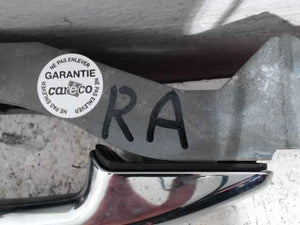 NE PAS ENLEVER
GARANTIE
careco
NE PAS ENLEVER
RA